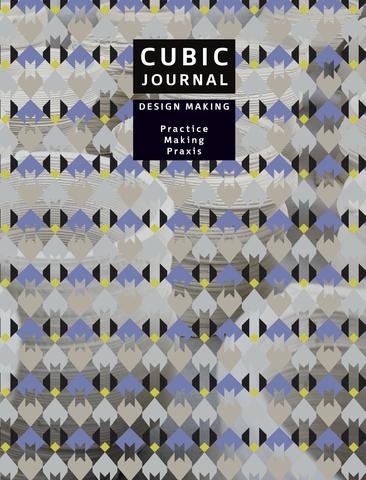 CUBIC
JOURNAL
DESIGN MAKING
Practice
Making
Praxis